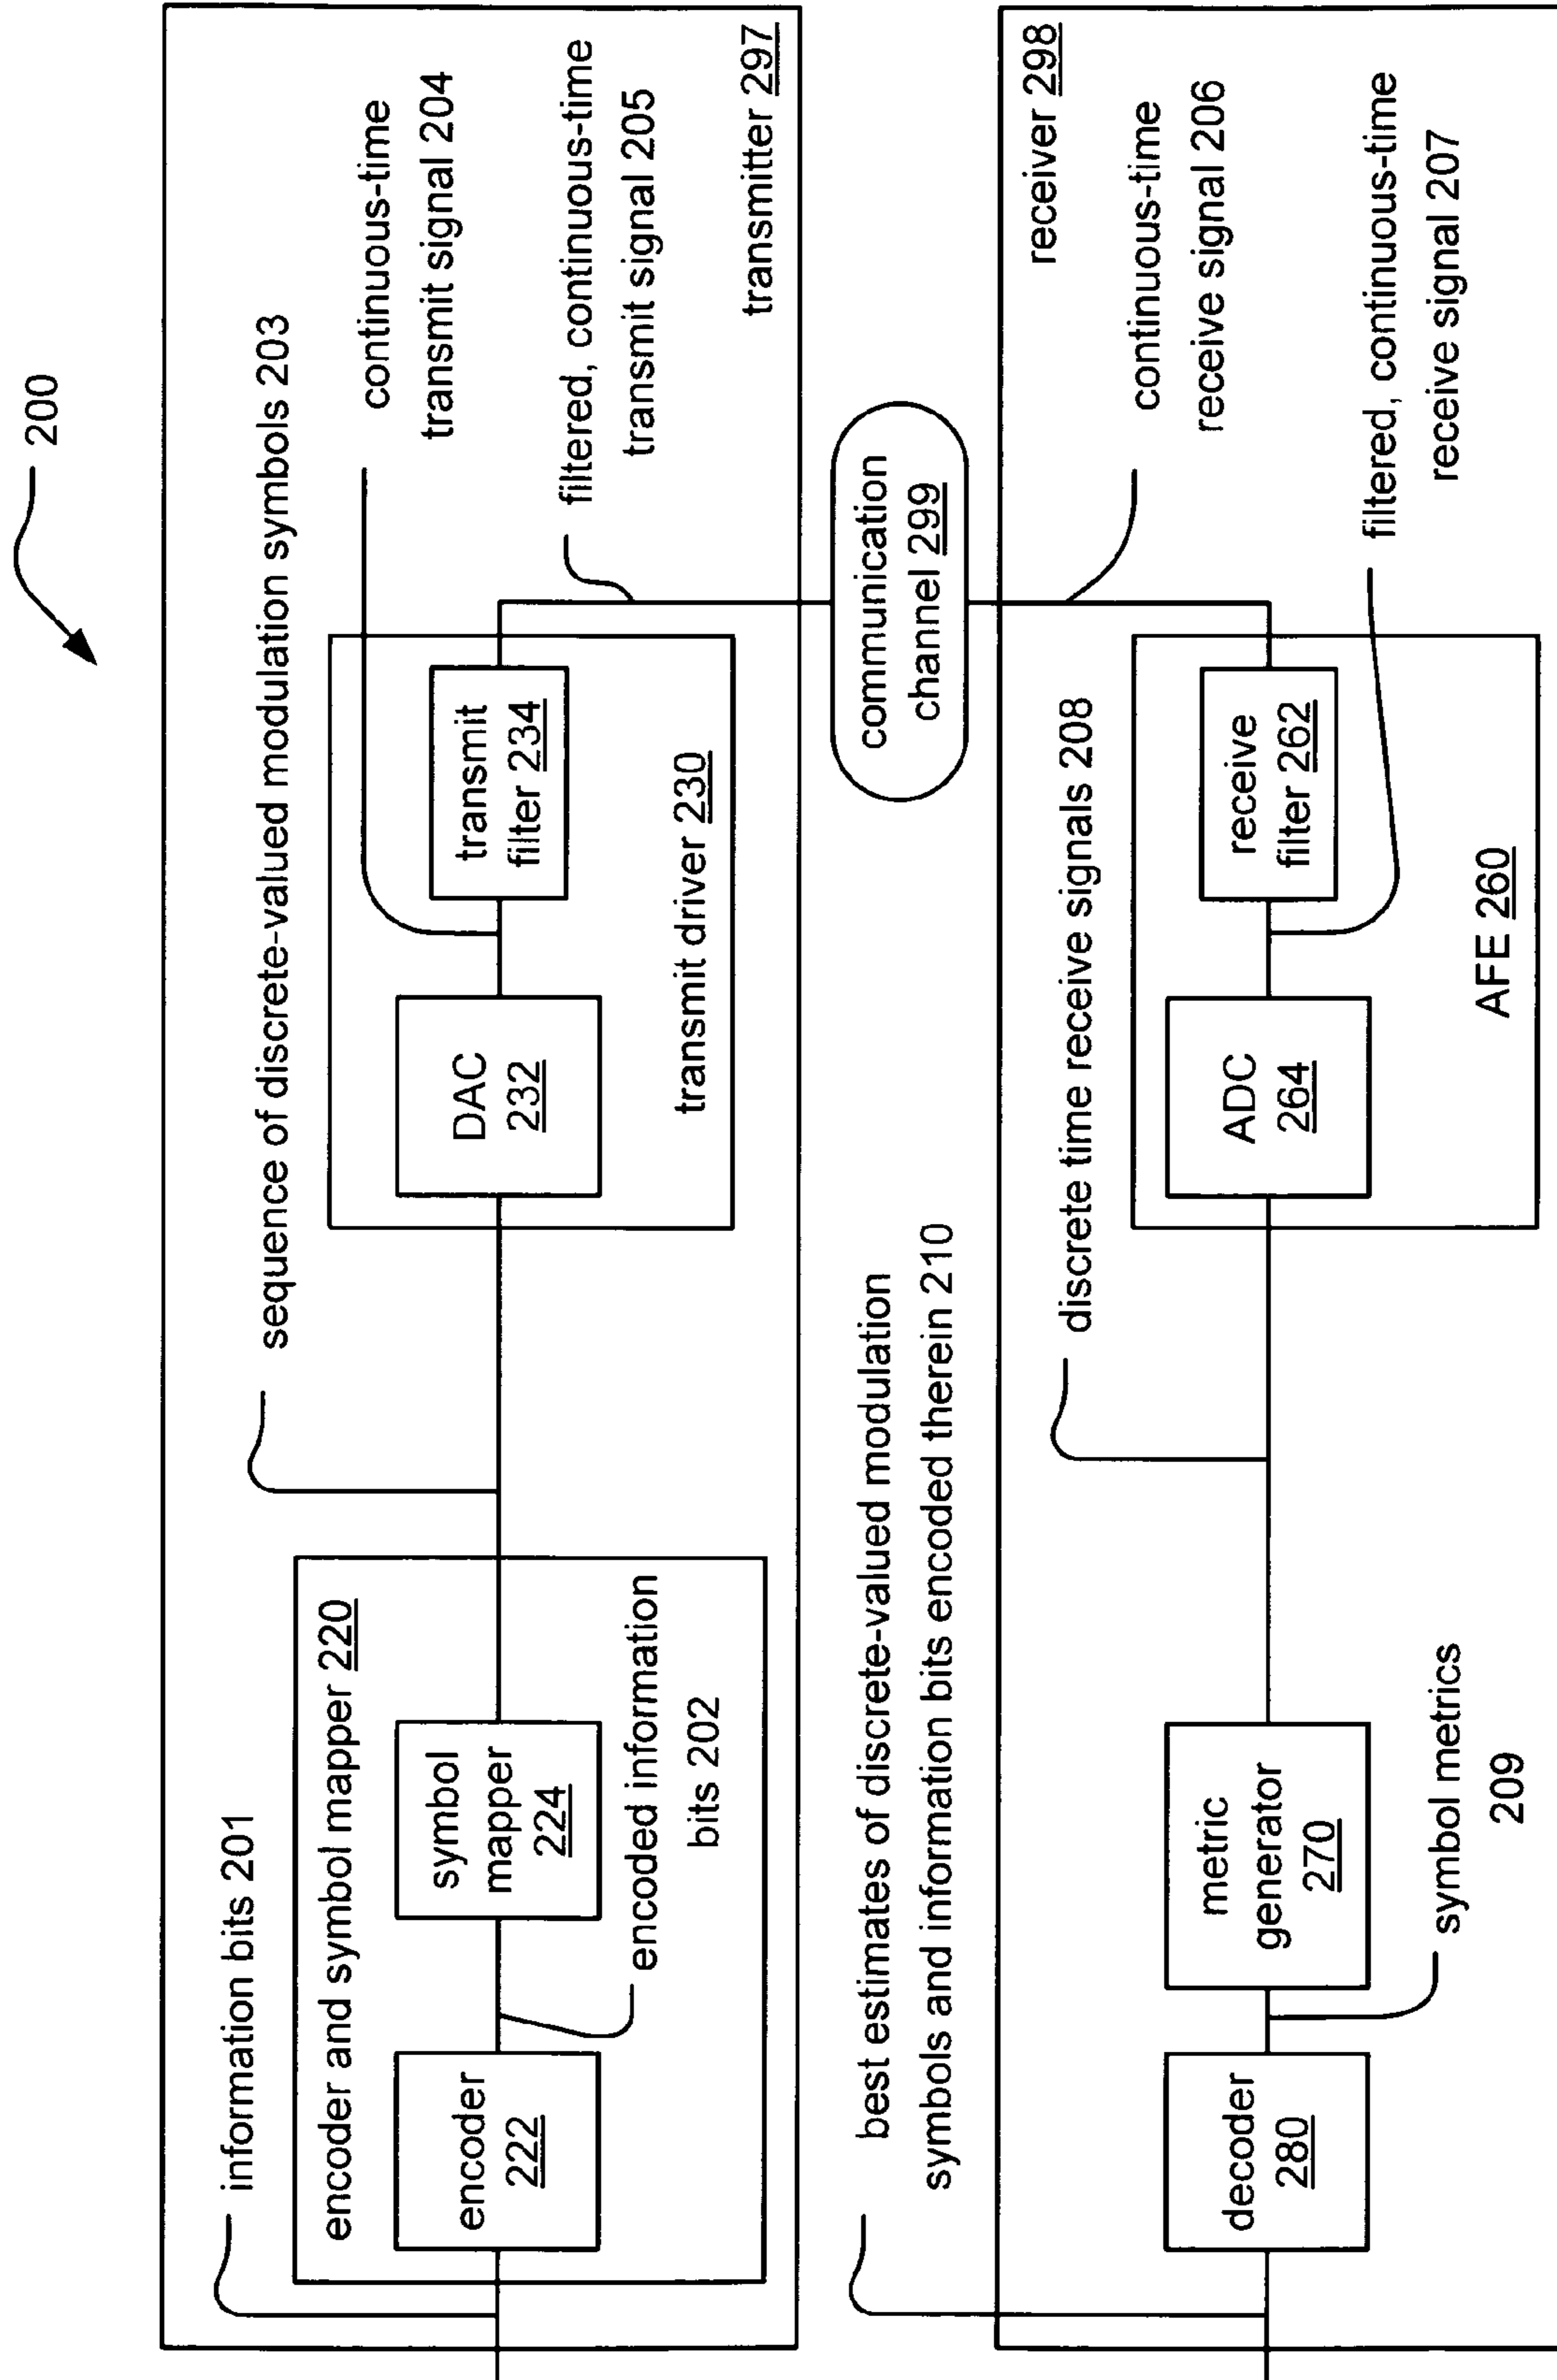 200
information bits 201
sequence of discrete-valued modulation symbols 203
encoder and symbol mapper 220
encoder
222
symbol
mapper
224
encoded information
bits 202
DAC
232
transmit
filter 234
transmit driver 230
continuous-time
transmit signal 204
filtered, continuous-time
transmit signal 205
transmitter 297
communication
channel 299
best estimates of discrete-valued modulation
symbols and information bits encoded therein 210
receiver 298
discrete time receive signals 208
continuous-time
receive signal 206
decoder
280
metric
generator
270
symbol metrics
209
ADC
264
receive
filter 262
AFE 260
filtered, continuous-time
receive signal 207